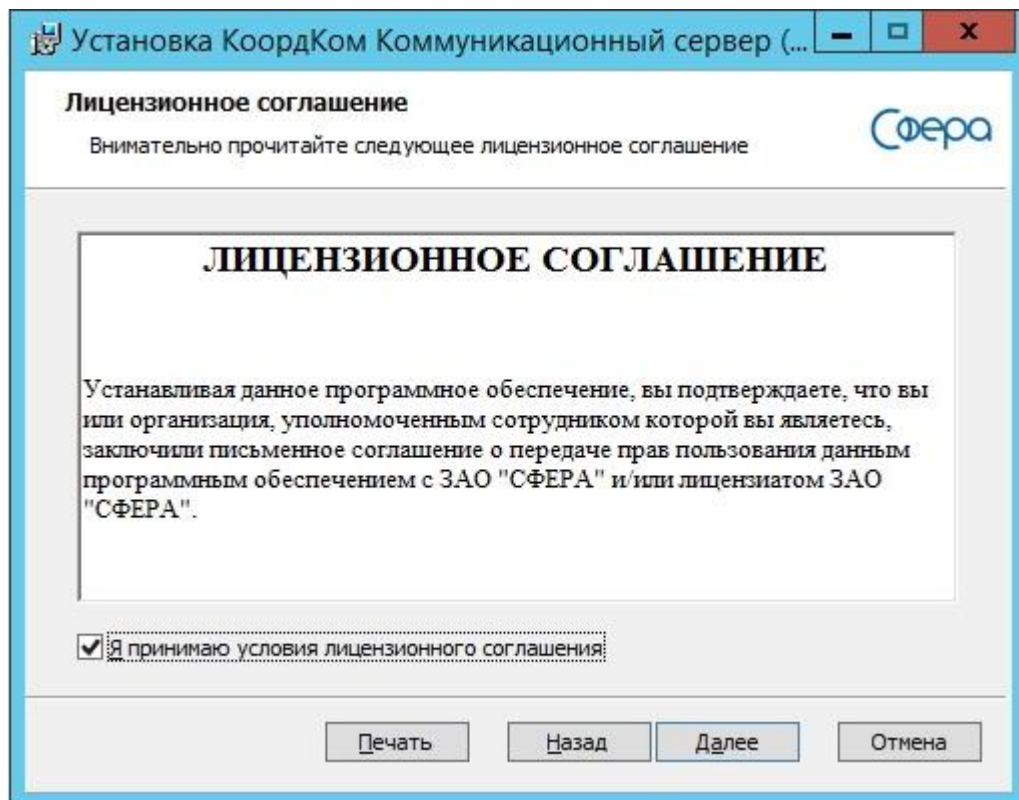 Установка КоордКом Коммуникационный сервер (...
Лицензионное соглашение
Внимательно прочитайте следующее лицензионное соглашение
Сфера
ЛИЦЕНЗИОННОЕ СОГЛАШЕНИЕ
Устанавливая данное программное обеспечение, вы подтверждаете, что вы
или организация, уполномоченным сотрудником которой вы являетесь,
заключили письменное соглашение о передаче прав пользования данным
программным обеспечением с ЗАО "СФЕРА" и/или лицензиатом ЗАО
"СФЕРА".
Я принимаю условия лицензионного соглашения
Печать Назад Далее Отмена